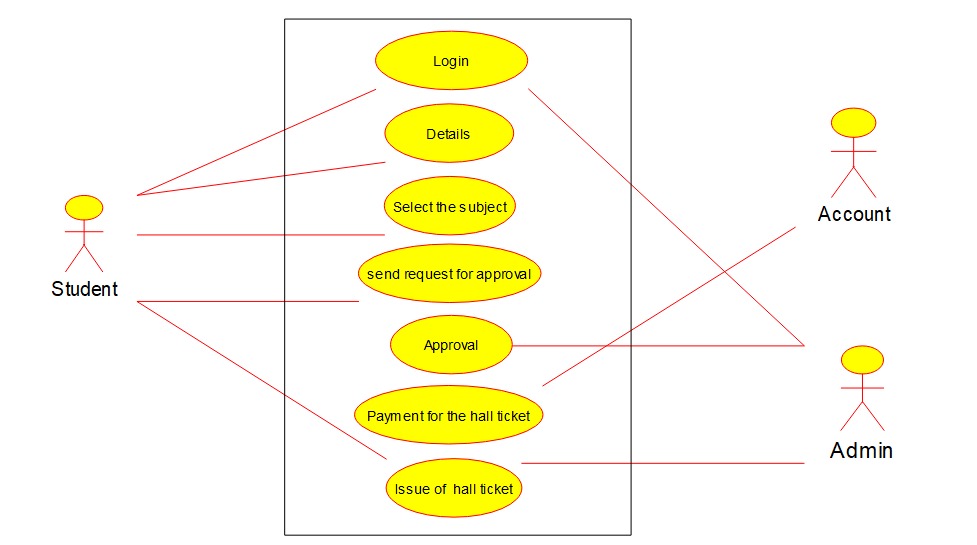 Login
Details
Select the subject
send request for approval
Approval
Payment for the hall ticket
Issue of hall ticket
Student
Account
Admin